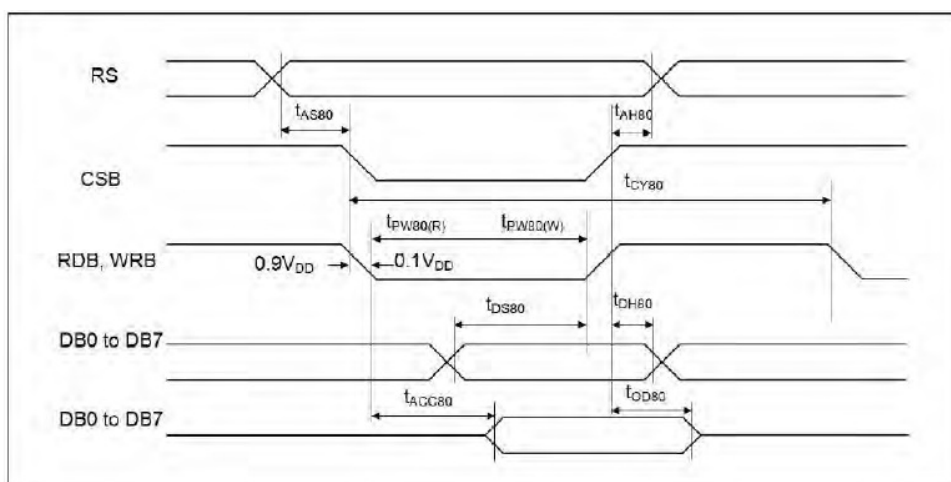 RS
tAS80
tAH80
CSB
tCY80
tPW80(R)
tPW80(W)
RDB, WRB
0.9VDD
0.1VDD
tDS80
tDH80
DB0 to DB7
tACC80
tOD80
DB0 to DB7